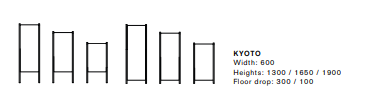 KYOTO
Width: 600
Heights: 1300 / 1650 / 1900
Floor drop: 300 / 100